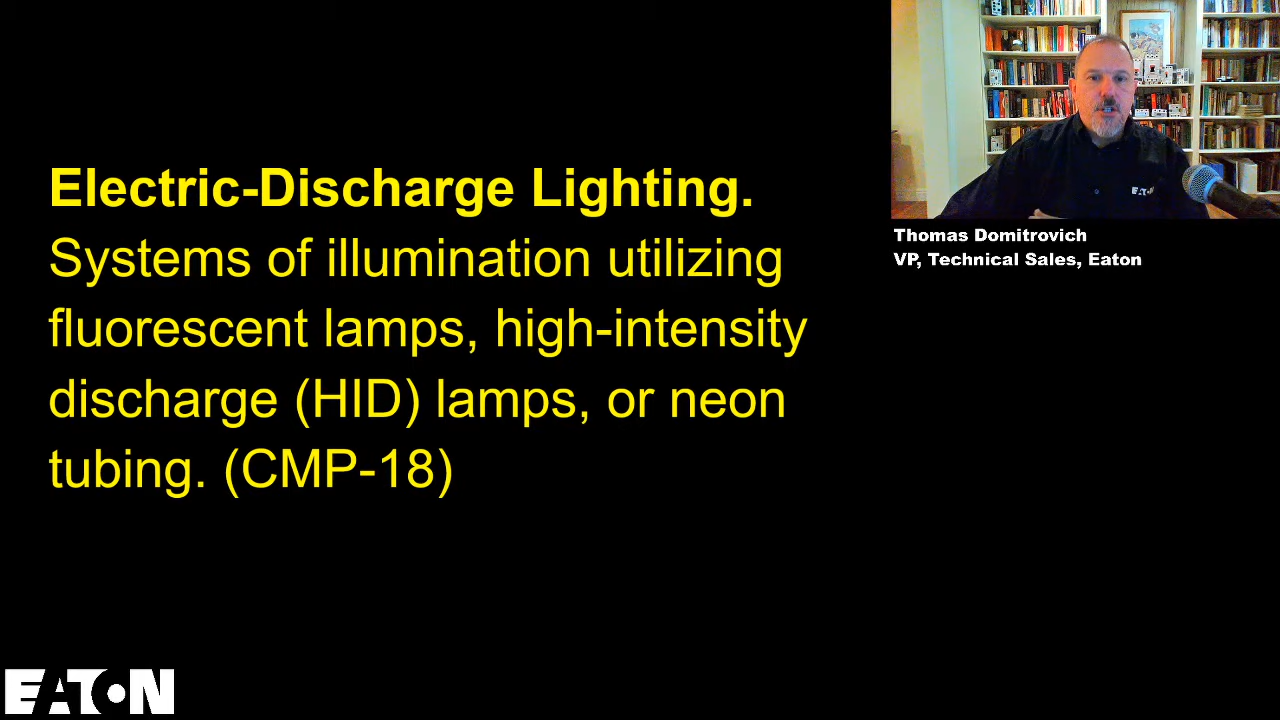 Electric-Discharge Lighting.
Systems of illumination utilizing
fluorescent lamps, high-intensity
discharge (HID) lamps, or neon
tubing. (CMP-18)
EATON
Thomas Domitrovich
VP, Technical Sales, Eaton
EATON